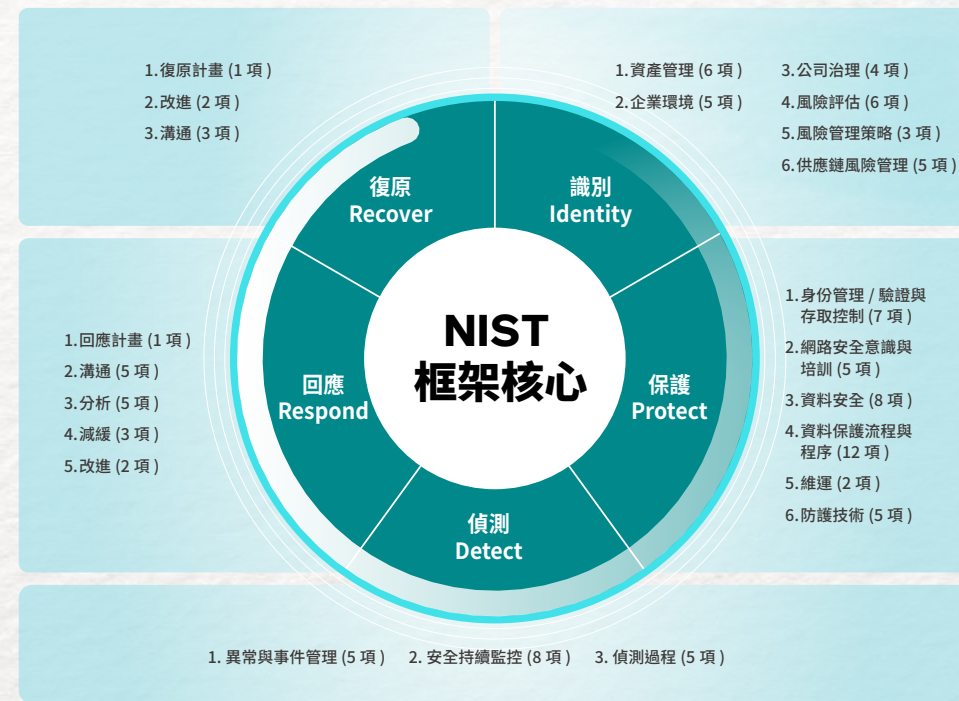 1.復原計畫 (1 項 )
2.改進 (2 項 )
3.溝通 (3 項 )
1.資產管理 (6 項 )
2.企業環境 (5 項 )
3.公司治理 (4 項 )
4.風險評估 (6 項 )
5.風險管理策略 (3 項 )
6.供應鏈風險管理 (5 項 )
復原
Recover
識別
Identity
NIST
框架核心
1.回應計畫 (1 項 )
2.溝通 (5 項 )
3.分析 (5 項 )
4.減緩 (3 項 )
5.改進 (2 項 )
回應
Respond
保護
Protect
1.身份管理 / 驗證與
存取控制 (7 項 )
2.網路安全意識與
培訓 (5 項 )
3.資料安全 (8 項 )
4.資料保護流程與
程序 (12 項 )
5.維運 (2 項 )
6.防護技術 (5 項 )
偵測
Detect
1. 異常與事件管理 (5 項 )
2. 安全持續監控 (8 項 )
3. 偵測過程 (5 項 )